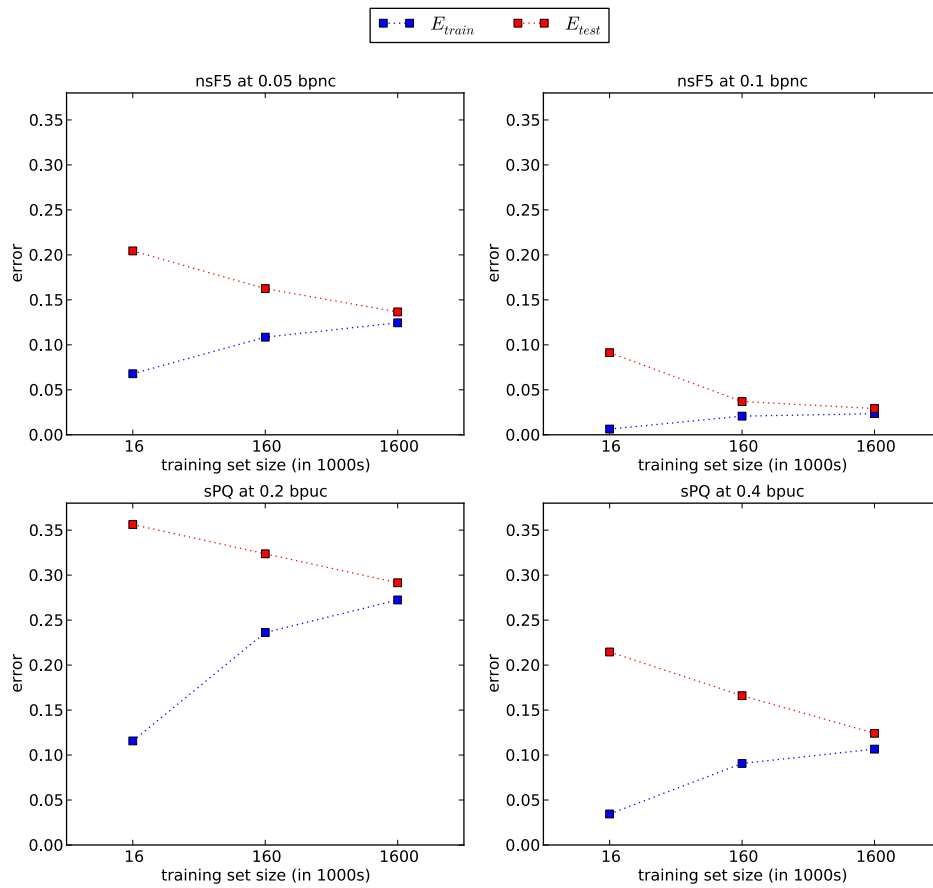 E_train E_test
nsF5 at 0.05 bpnc
0.35
0.30
0.25
0.20
0.15
0.10
0.05
0.00
error
16 160 1600
training set size (in 1000s)
nsF5 at 0.1 bpnc
0.35
0.30
0.25
0.20
0.15
0.10
0.05
0.00
error
16 160 1600
training set size (in 1000s)
sPQ at 0.2 bpuc
0.35
0.30
0.25
0.20
0.15
0.10
0.05
0.00
error
16 160 1600
training set size (in 1000s)
sPQ at 0.4 bpuc
0.35
0.30
0.25
0.20
0.15
0.10
0.05
0.00
error
16 160 1600
training set size (in 1000s)